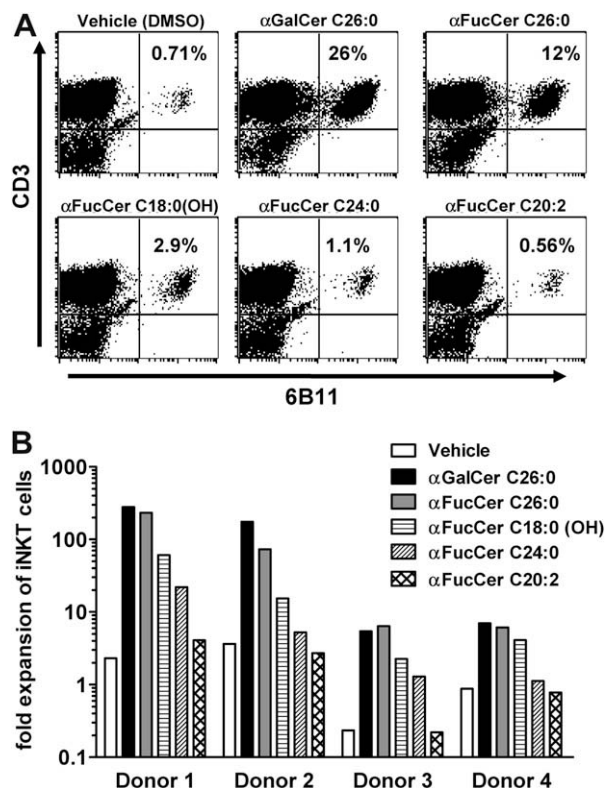 A
Vehicle (DMSO)
αGalCer C26:0
αFucCer C26:0
0.71%
26%
12%
CD3
αFucCer C18:0(OH)
αFucCer C24:0
αFucCer C20:2
2.9%
1.1%
0.56%
6B11
B
fold expansion of iNKT cells
1000
100
10
1
0.1
Vehicle
αGalCer C26:0
αFucCer C26:0
αFucCer C18:0 (OH)
αFucCer C24:0
αFucCer C20:2
Donor 1
Donor 2
Donor 3
Donor 4